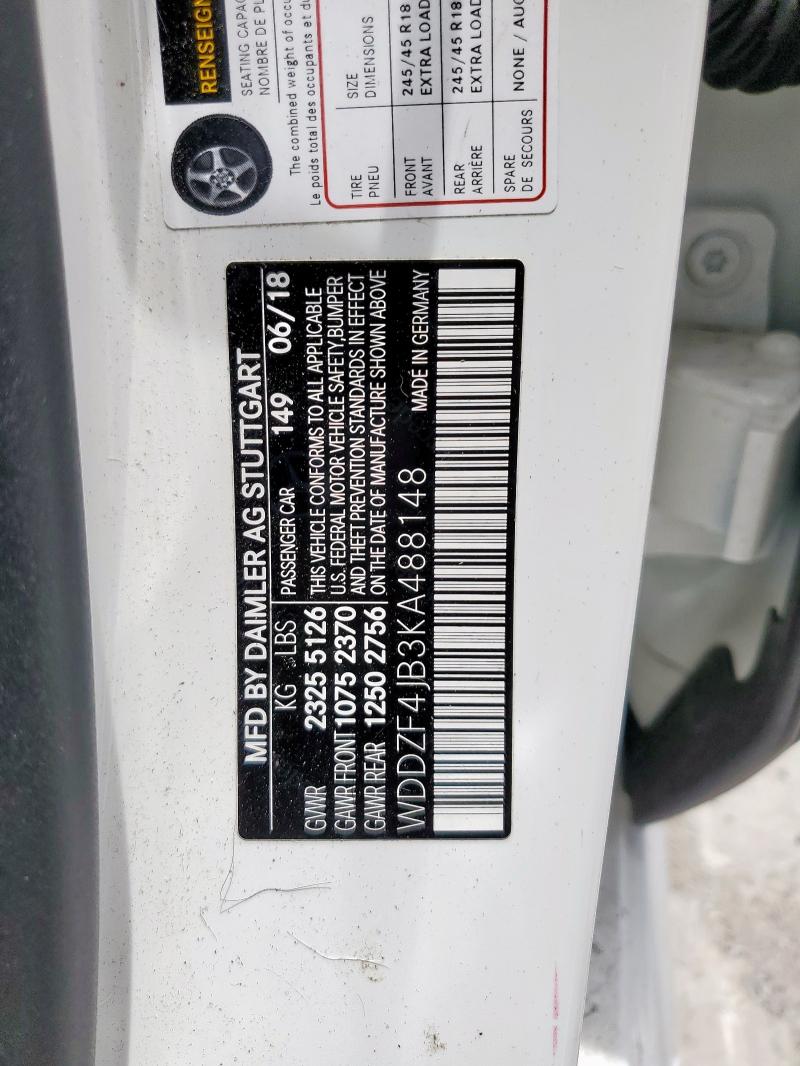 RENSEIGN
SEATING CAPAC
NOMBRE DE PL
The combined weight of occu
Le poids total des occupants et du
TIRE
PNEU
SIZE
DIMENSIONS
FRONT
AVANT
245/45 R18
EXTRA LOAD
REAR
ARRIÈRE
245/45 R18
EXTRA LOAD
SPARE
DE SECOURS
NONE / AUC
MFD BY DAIMLER AG STUTTGART
KG LBS PASSENGER CAR 149 06/18
GVWR 2325 5126
GAWR FRONT 1075 2370
GAWR REAR 1250 2756
THIS VEHICLE CONFORMS TO ALL APPLICABLE
U.S. FEDERAL MOTOR VEHICLE SAFETY, BUMPER
AND THEFT PREVENTION STANDARDS IN EFFECT
ON THE DATE OF MANUFACTURE SHOWN ABOVE
WDDZF4JB3KA488148 MADE IN GERMANY